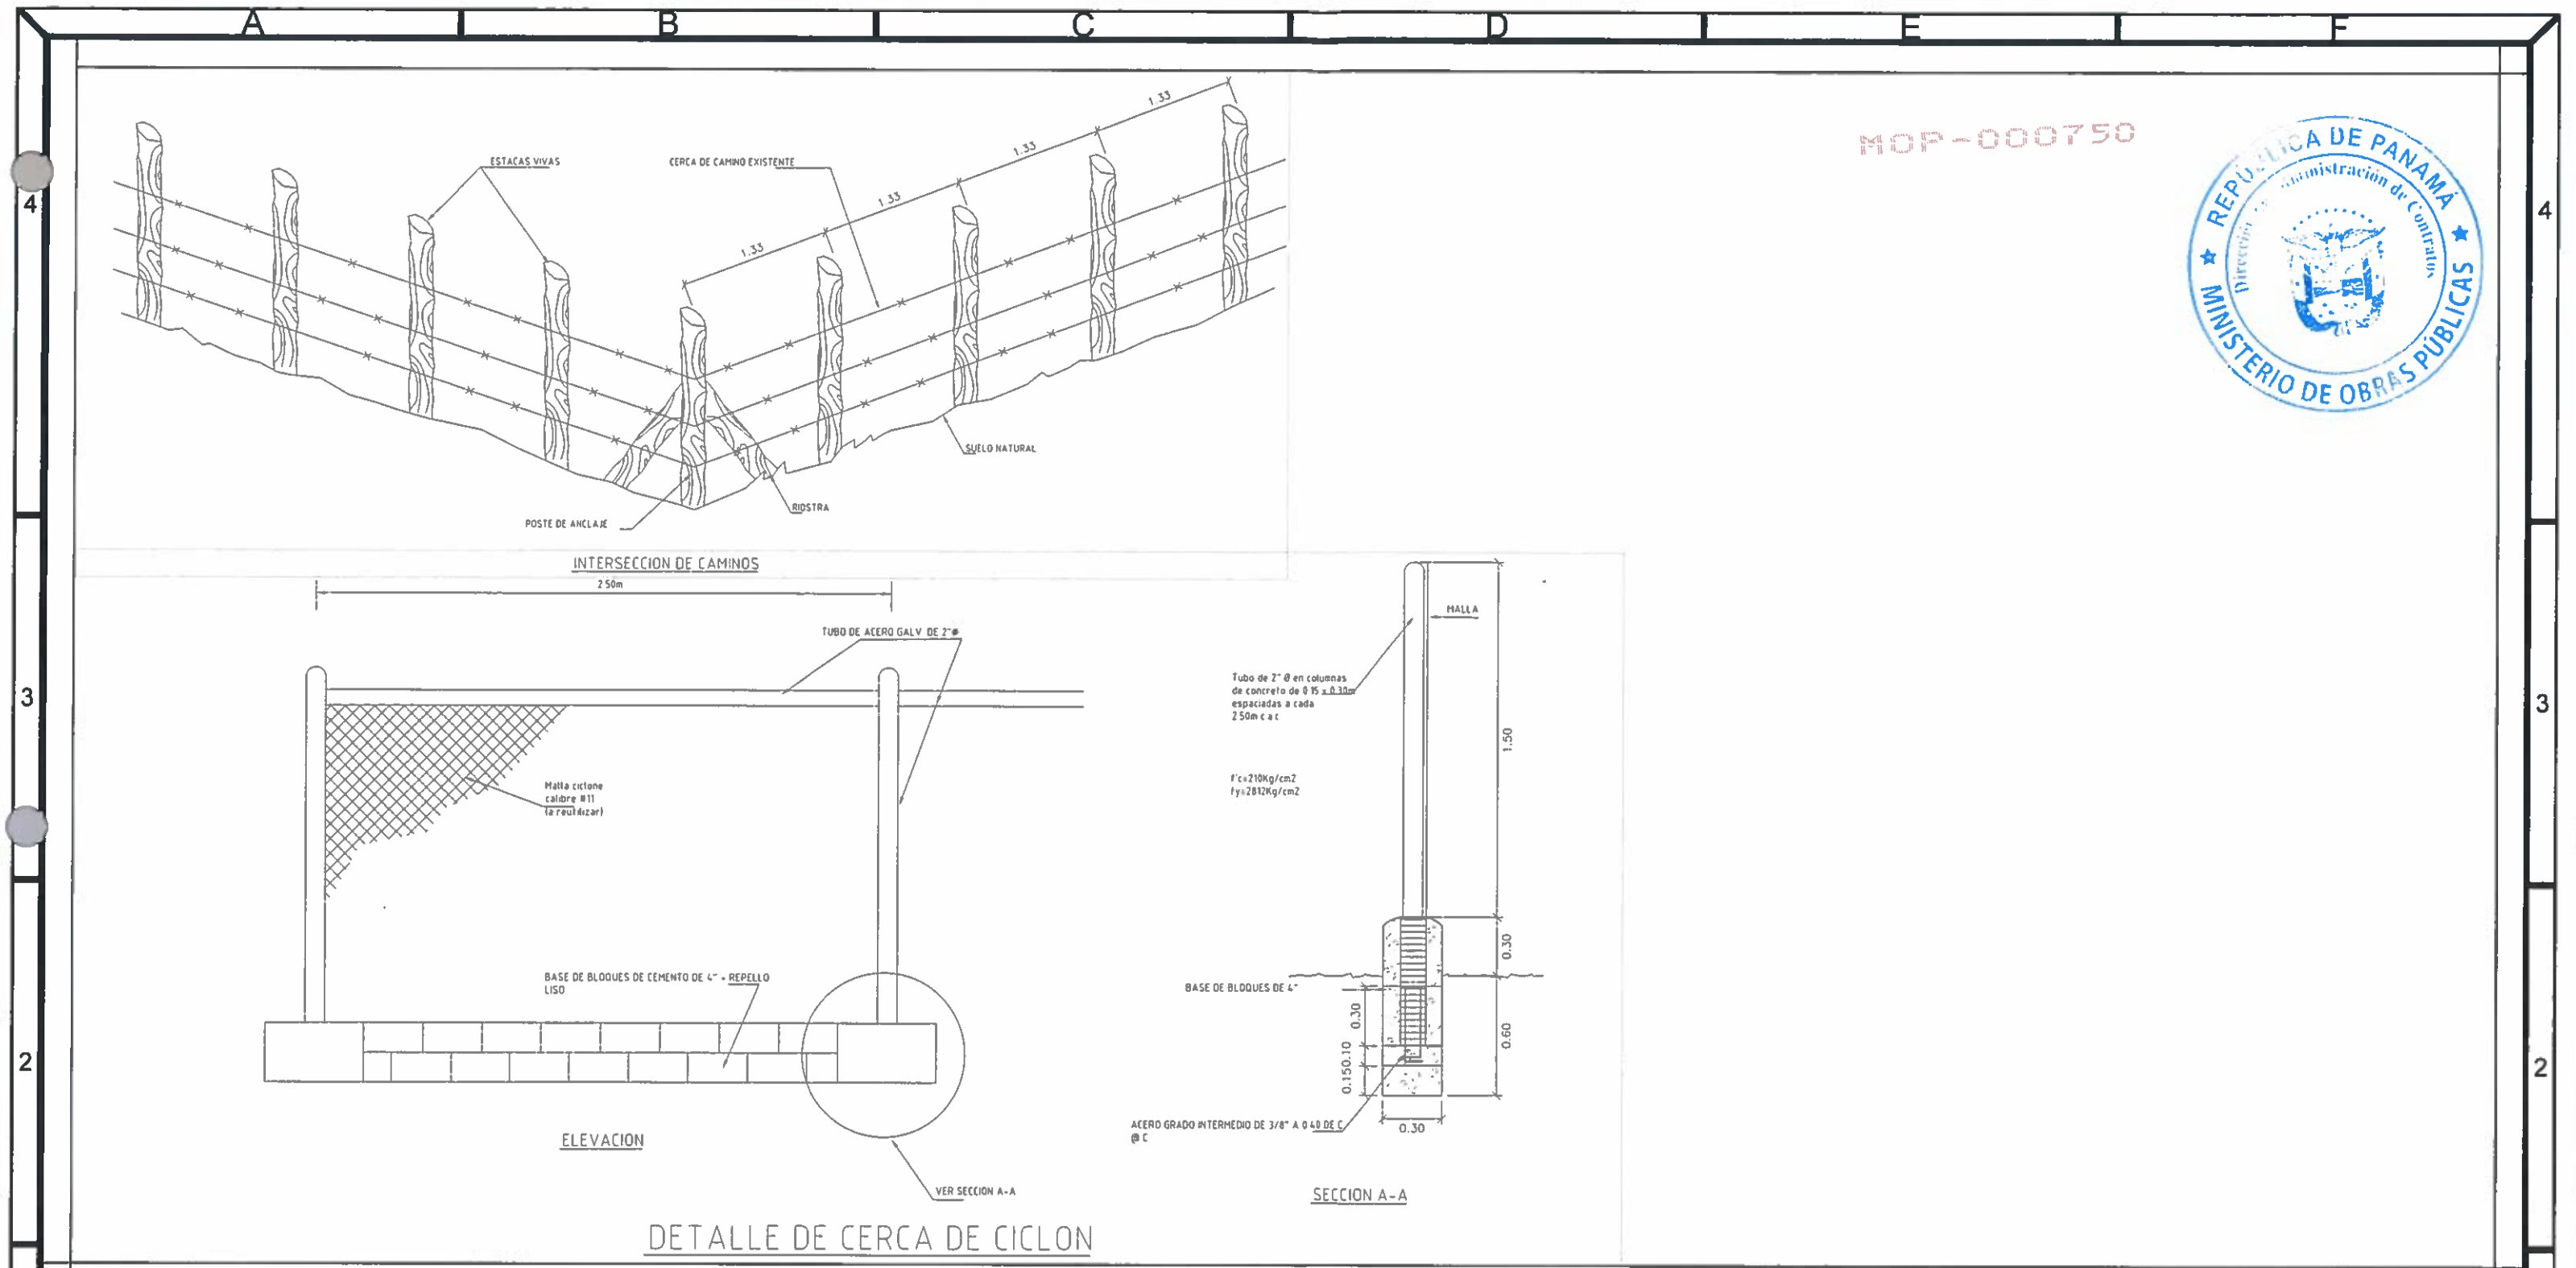 A B C D E F
4
4
3
3
2
2
MOP-000750
REPÚBLICA DE PANAMÁ
Administración de Contratos
MINISTERIO DE OBRAS PÚBLICAS
ESTACAS VIVAS
CERCA DE CAMINO EXISTENTE
1.33
1.33
1.33
1.33
SUELO NATURAL
RIOSTRA
POSTE DE ANCLAJE
INTERSECCION DE CAMINOS
2 50m
TUBO DE ACERO GALV DE 2"Ø
Malla ciclone
calibre #11
(a reutilizar)
BASE DE BLOQUES DE CEMENTO DE 4" - REPELLO
LISO
ELEVACION
VER SECCION A-A
MALLA
Tubo de 2" Ø en columnas
de concreto de 0 15 x 0.30m
espaciadas a cada
2 50m c a c
f'c=210Kg/cm2
fy=2812Kg/cm2
1.50
0.30
0.60
BASE DE BLOQUES DE 4"
0.30
0.10
0.15
0.30
ACERO GRADO INTERMEDIO DE 3/8" A 0 40 DE C
@ C
SECCION A-A
DETALLE DE CERCA DE CICLON